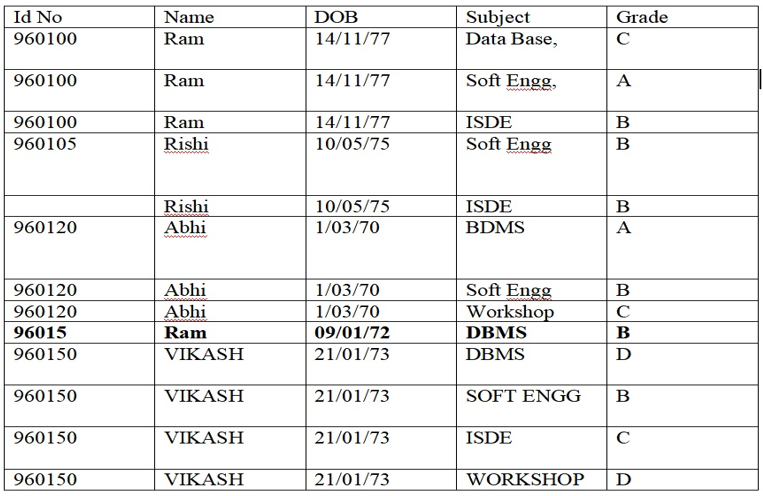 Id No Name DOB Subject Grade
960100 Ram 14/11/77 Data Base, C
960100 Ram 14/11/77 Soft Engg, A
960100 Ram 14/11/77 ISDE B
960105 Rishi 10/05/75 Soft Engg B
Rishi 10/05/75 ISDE B
960120 Abhi 1/03/70 BDMS A
960120 Abhi 1/03/70 Soft Engg B
960120 Abhi 1/03/70 Workshop C
96015 Ram 09/01/72 DBMS B
960150 VIKASH 21/01/73 DBMS D
960150 VIKASH 21/01/73 SOFT ENGG B
960150 VIKASH 21/01/73 ISDE C
960150 VIKASH 21/01/73 WORKSHOP D